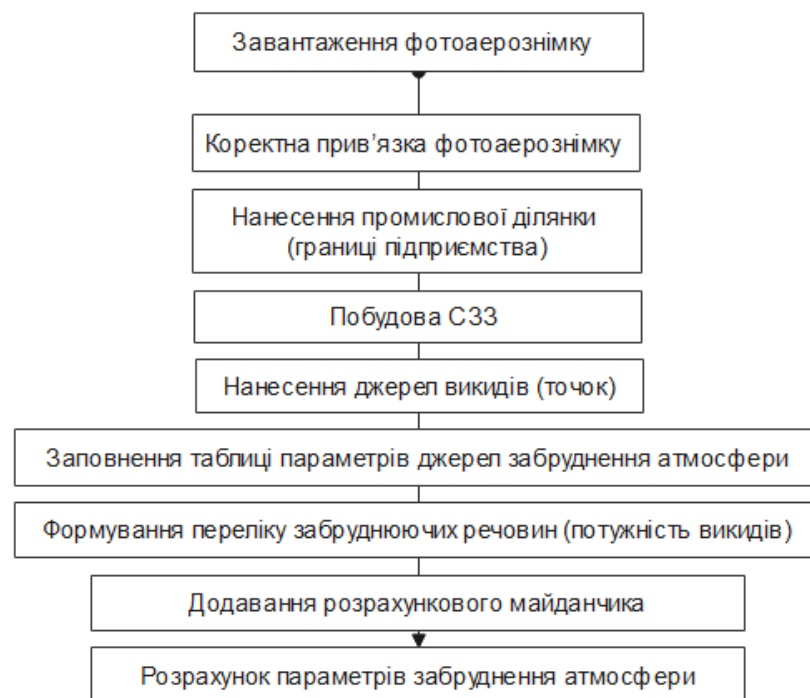 Завантаження фотоаерознімку
Коректна прив’язка фотоаерознімку
Нанесення промислової ділянки
(границі підприємства)
Побудова СЗЗ
Нанесення джерел викидів (точок)
Заповнення таблиці параметрів джерел забруднення атмосфери
Формування переліку забруднюючих речовин (потужність викидів)
Додавання розрахункового майданчика
Розрахунок параметрів забруднення атмосфери